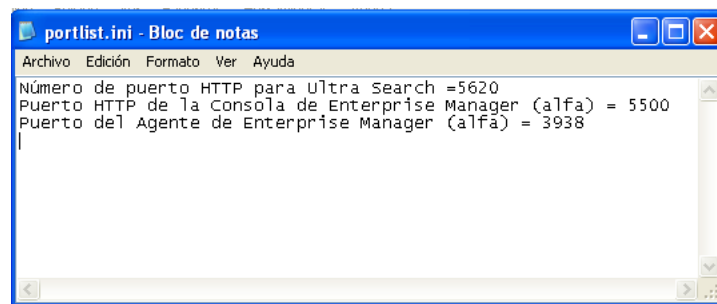 portlist.ini - Bloc de notas
Archivo Edición Formato Ver Ayuda
Número de puerto HTTP para Ultra Search =5620
Puerto HTTP de la Consola de Enterprise Manager (alfa) = 5500
Puerto del Agente de Enterprise Manager (alfa) = 3938